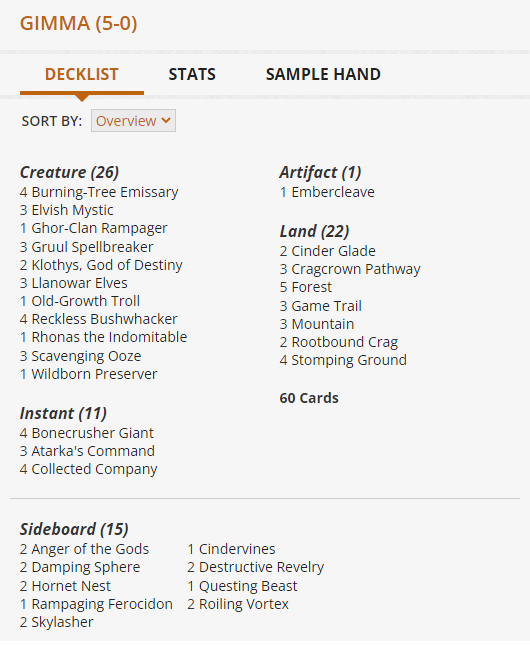 GIMMA (5-0)
DECKLIST STATS SAMPLE HAND
SORT BY: Overview
Creature (26)
4 Burning-Tree Emissary
3 Elvish Mystic
1 Ghor-Clan Rampager
3 Gruul Spellbreaker
2 Klothys, God of Destiny
3 Llanowar Elves
1 Old-Growth Troll
4 Reckless Bushwhacker
1 Rhonas the Indomitable
3 Scavenging Ooze
1 Wildborn Preserver
Instant (11)
4 Bonecrusher Giant
3 Atarka's Command
4 Collected Company
Artifact (1)
1 Embercleave
Land (22)
2 Cinder Glade
3 Cragcrown Pathway
5 Forest
3 Game Trail
3 Mountain
2 Rootbound Crag
4 Stomping Ground
60 Cards
Sideboard (15)
2 Anger of the Gods
2 Damping Sphere
2 Hornet Nest
1 Rampaging Ferocidon
2 Skylasher
1 Cindervines
2 Destructive Revelry
1 Questing Beast
2 Roiling Vortex